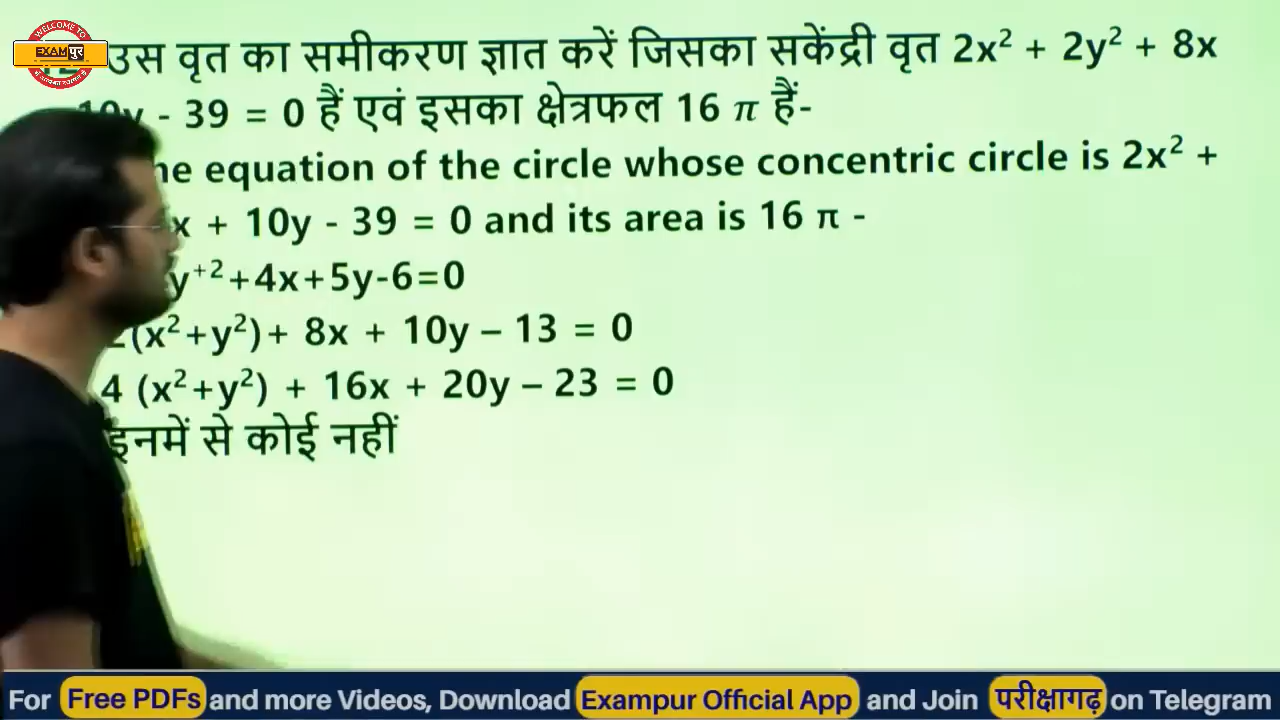 WELCOME TO
EXAMपुर
उस वृत का समीकरण ज्ञात करें जिसका सकेंद्री वृत 2x² + 2y² + 8x
10y - 39 = 0 हैं एवं इसका क्षेत्रफल 16 π हैं-
he equation of the circle whose concentric circle is 2x² +
x + 10y - 39 = 0 and its area is 16 π -
y⁺²+4x+5y-6=0
(x²+y²)+ 8x + 10y – 13 = 0
4 (x²+y²) + 16x + 20y – 23 = 0
इनमें से कोई नहीं
For Free PDFs and more Videos, Download Exampur Official App and Join परीक्षागढ़ on Telegram